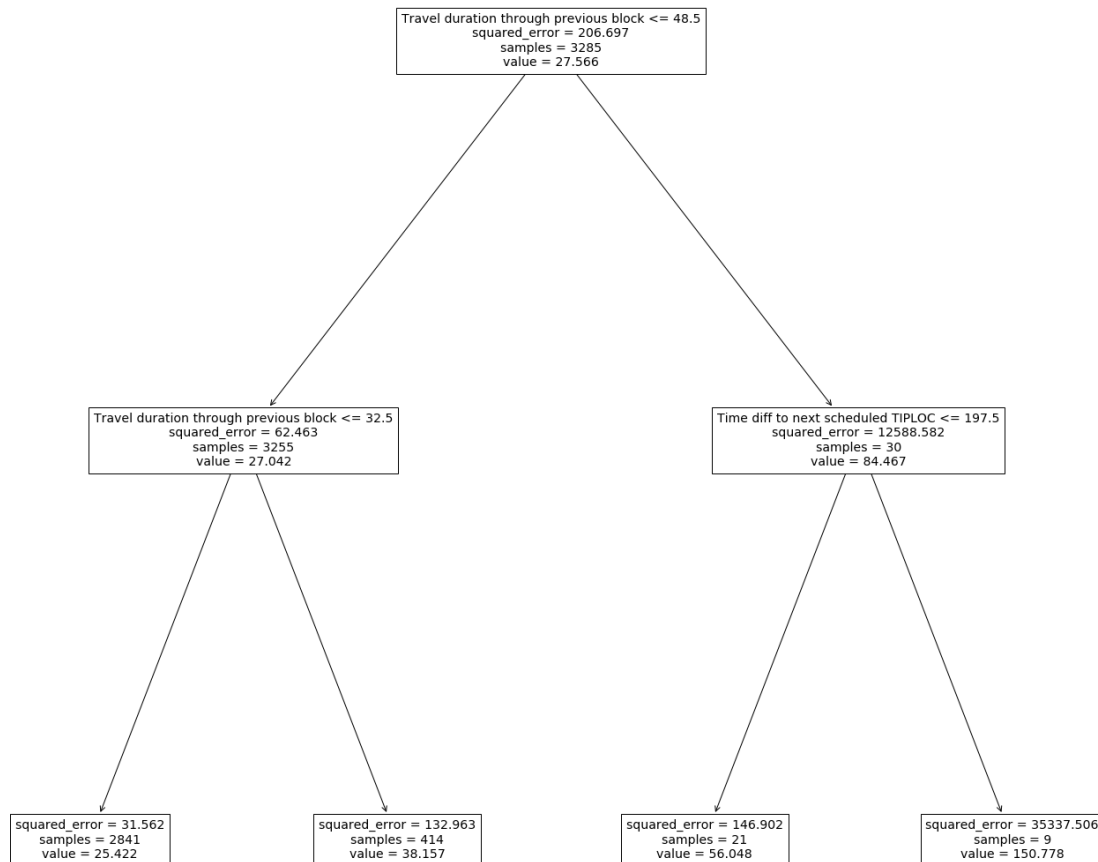 Travel duration through previous block <= 48.5
squared_error = 206.697
samples = 3285
value = 27.566
Travel duration through previous block <= 32.5
squared_error = 62.463
samples = 3255
value = 27.042
Time diff to next scheduled TIPLOC <= 197.5
squared_error = 12588.582
samples = 30
value = 84.467
squared_error = 31.562
samples = 2841
value = 25.422
squared_error = 132.963
samples = 414
value = 38.157
squared_error = 146.902
samples = 21
value = 56.048
squared_error = 35337.506
samples = 9
value = 150.778